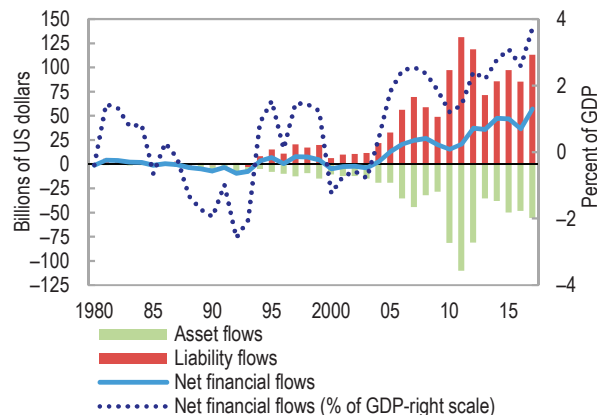 Billions of US dollars
150
125
100
75
50
25
0
–25
–50
–75
–100
–125
4
2
0
–2
–4
Percent of GDP
1980 85 90 95 2000 05 10 15
Asset flows
Liability flows
Net financial flows
Net financial flows (% of GDP-right scale)